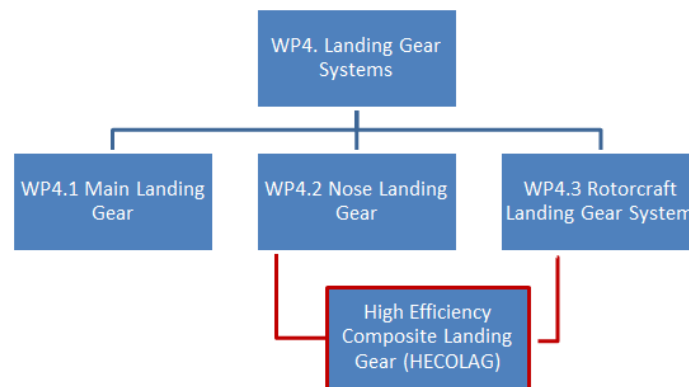 WP4. Landing Gear
Systems
WP4.1 Main Landing
Gear
WP4.2 Nose Landing
Gear
WP4.3 Rotorcraft
Landing Gear System
High Efficiency
Composite Landing
Gear (HECOLAG)